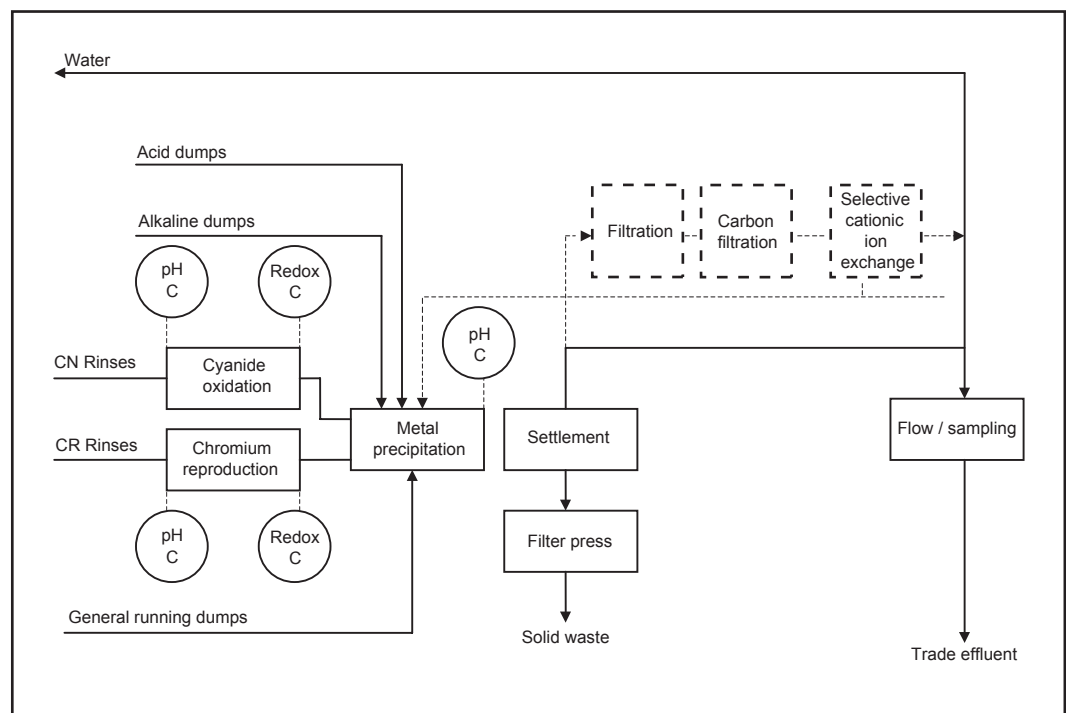 Water
Acid dumps
Alkaline dumps
pH
C
Redox
C
Filtration
Carbon
filtration
Selective
cationic
ion
exchange
pH
C
CN Rinses
Cyanide
oxidation
CR Rinses
Chromium
reproduction
Metal
precipitation
Settlement
Flow / sampling
pH
C
Redox
C
Filter press
General running dumps
Solid waste
Trade effluent